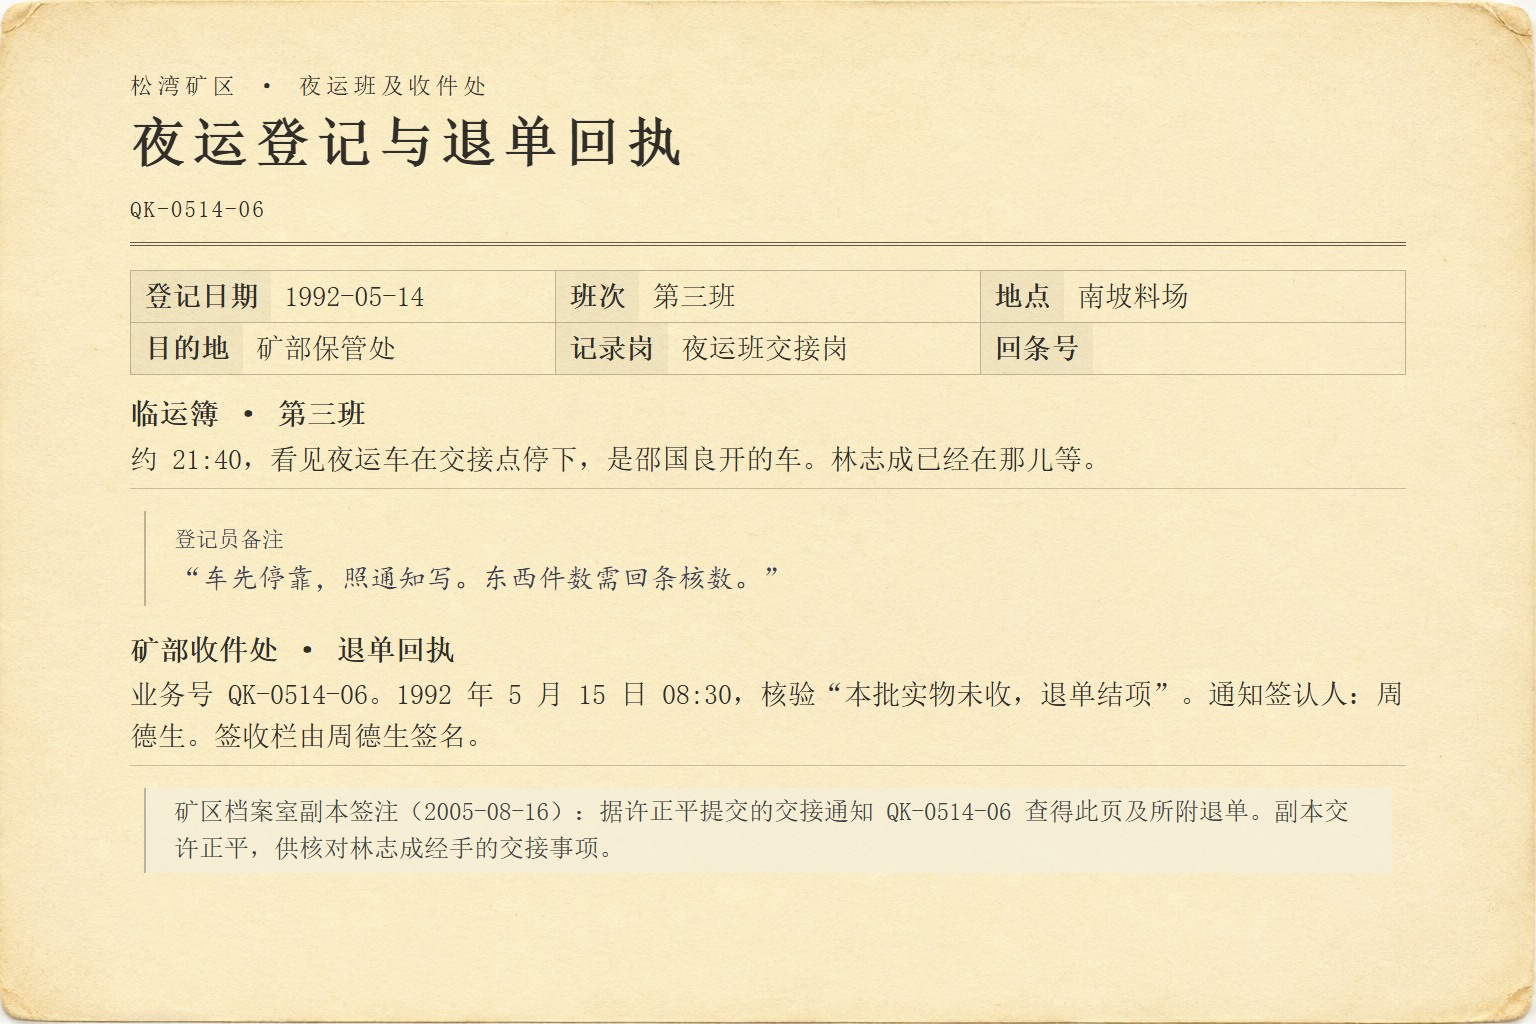 松湾矿区 • 夜运班及收件处
夜运登记与退单回执
QK-0514-06
登记日期 1992-05-14 班次 第三班 地点 南坡料场
目的地 矿部保管处 记录岗 夜运班交接岗 回条号
临运簿 • 第三班
约 21:40，看见夜运车在交接点停下，是邵国良开的车。林志成已经在那儿等。
登记员备注
“车先停靠，照通知写。东西件数需回条核数。”
矿部收件处 • 退单回执
业务号 QK-0514-06。1992 年 5 月 15 日 08:30，核验“本批实物未收，退单结项”。通知签认人：周
德生。签收栏由周德生签名。
矿区档案室副本签注（2005-08-16）：据许正平提交的交接通知 QK-0514-06 查得此页及所附退单。副本交
许正平，供核对林志成经手的交接事项。